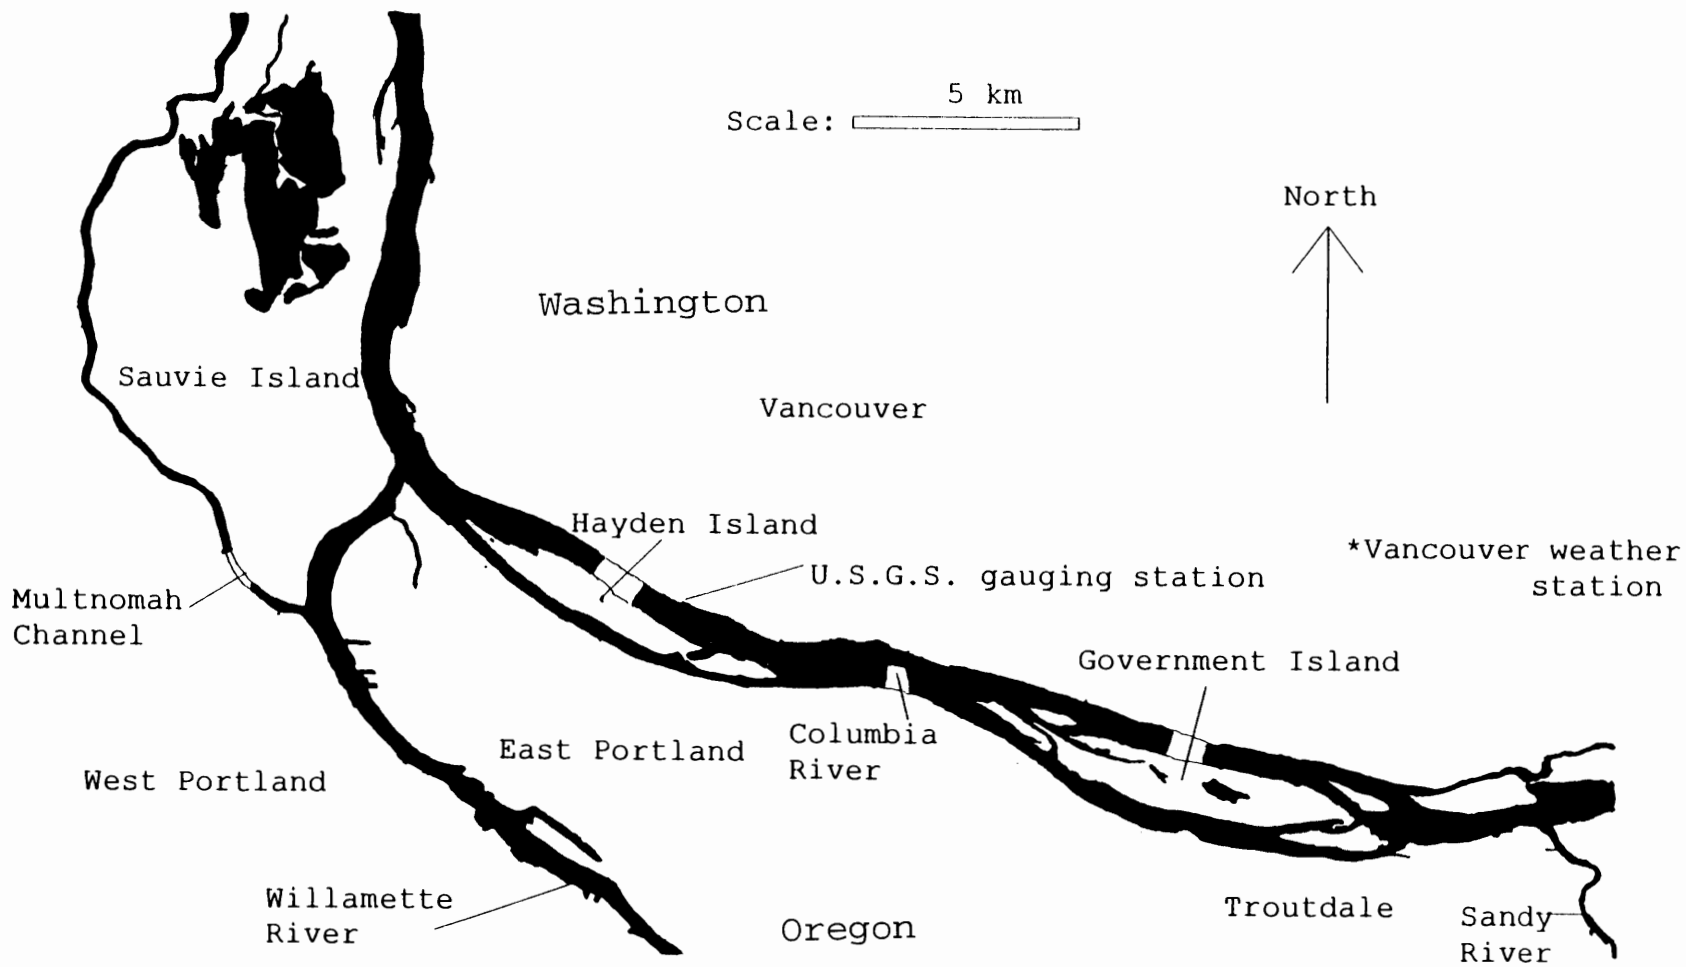 5 km
Scale:
North
Washington
Sauvie Island
Vancouver
Hayden Island
U.S.G.S. gauging station
*Vancouver weather
station
Multnomah
Channel
Government Island
Columbia
River
East Portland
West Portland
Willamette
River
Oregon
Troutdale
Sandy
River